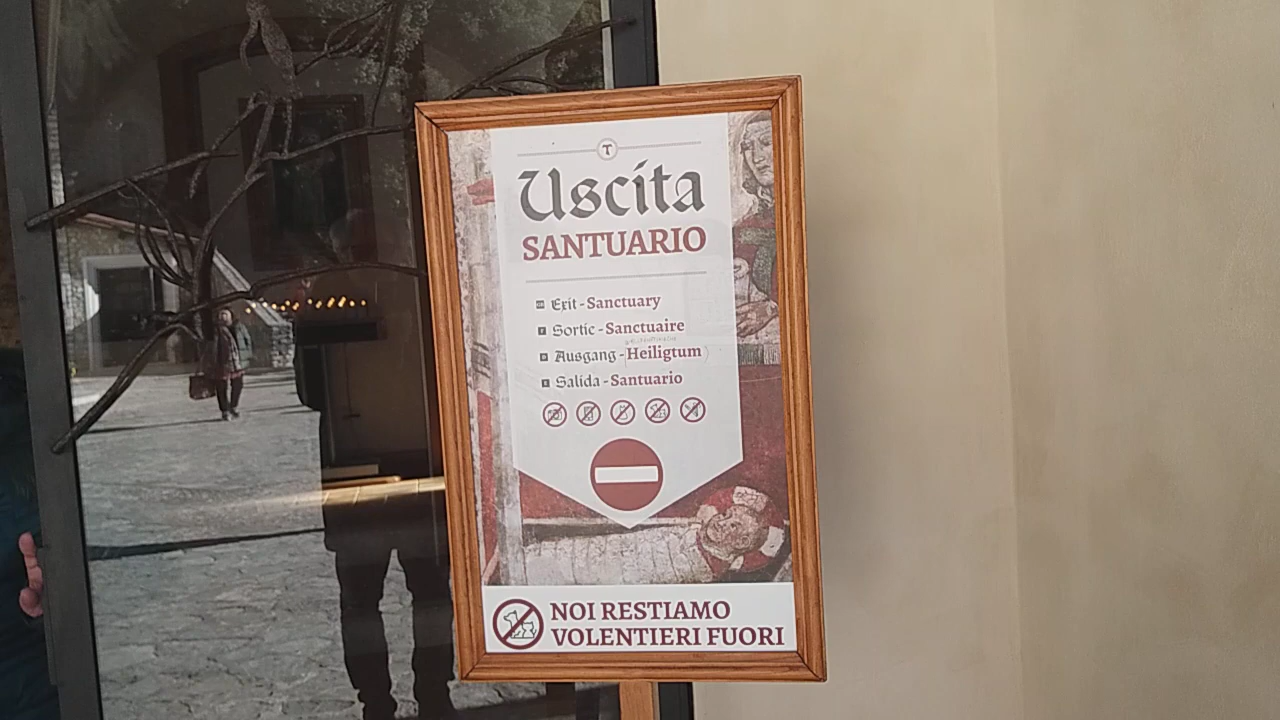 T
Uscita
SANTUARIO
Exit - Sanctuary
Sortie - Sanctuaire
Ausgang - Heiligtum
Salida - Santuario
NOI RESTIAMO
VOLENTIERI FUORI